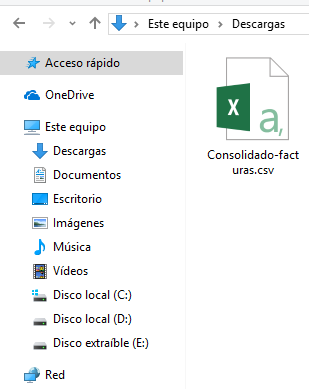 Este equipo > Descargas
Acceso rápido
OneDrive
Este equipo
Descargas
Documentos
Escritorio
Imágenes
Música
Vídeos
Disco local (C:)
Disco local (D:)
Disco extraíble (E:)
Red
X
a,
Consolidado-fact
uras.csv